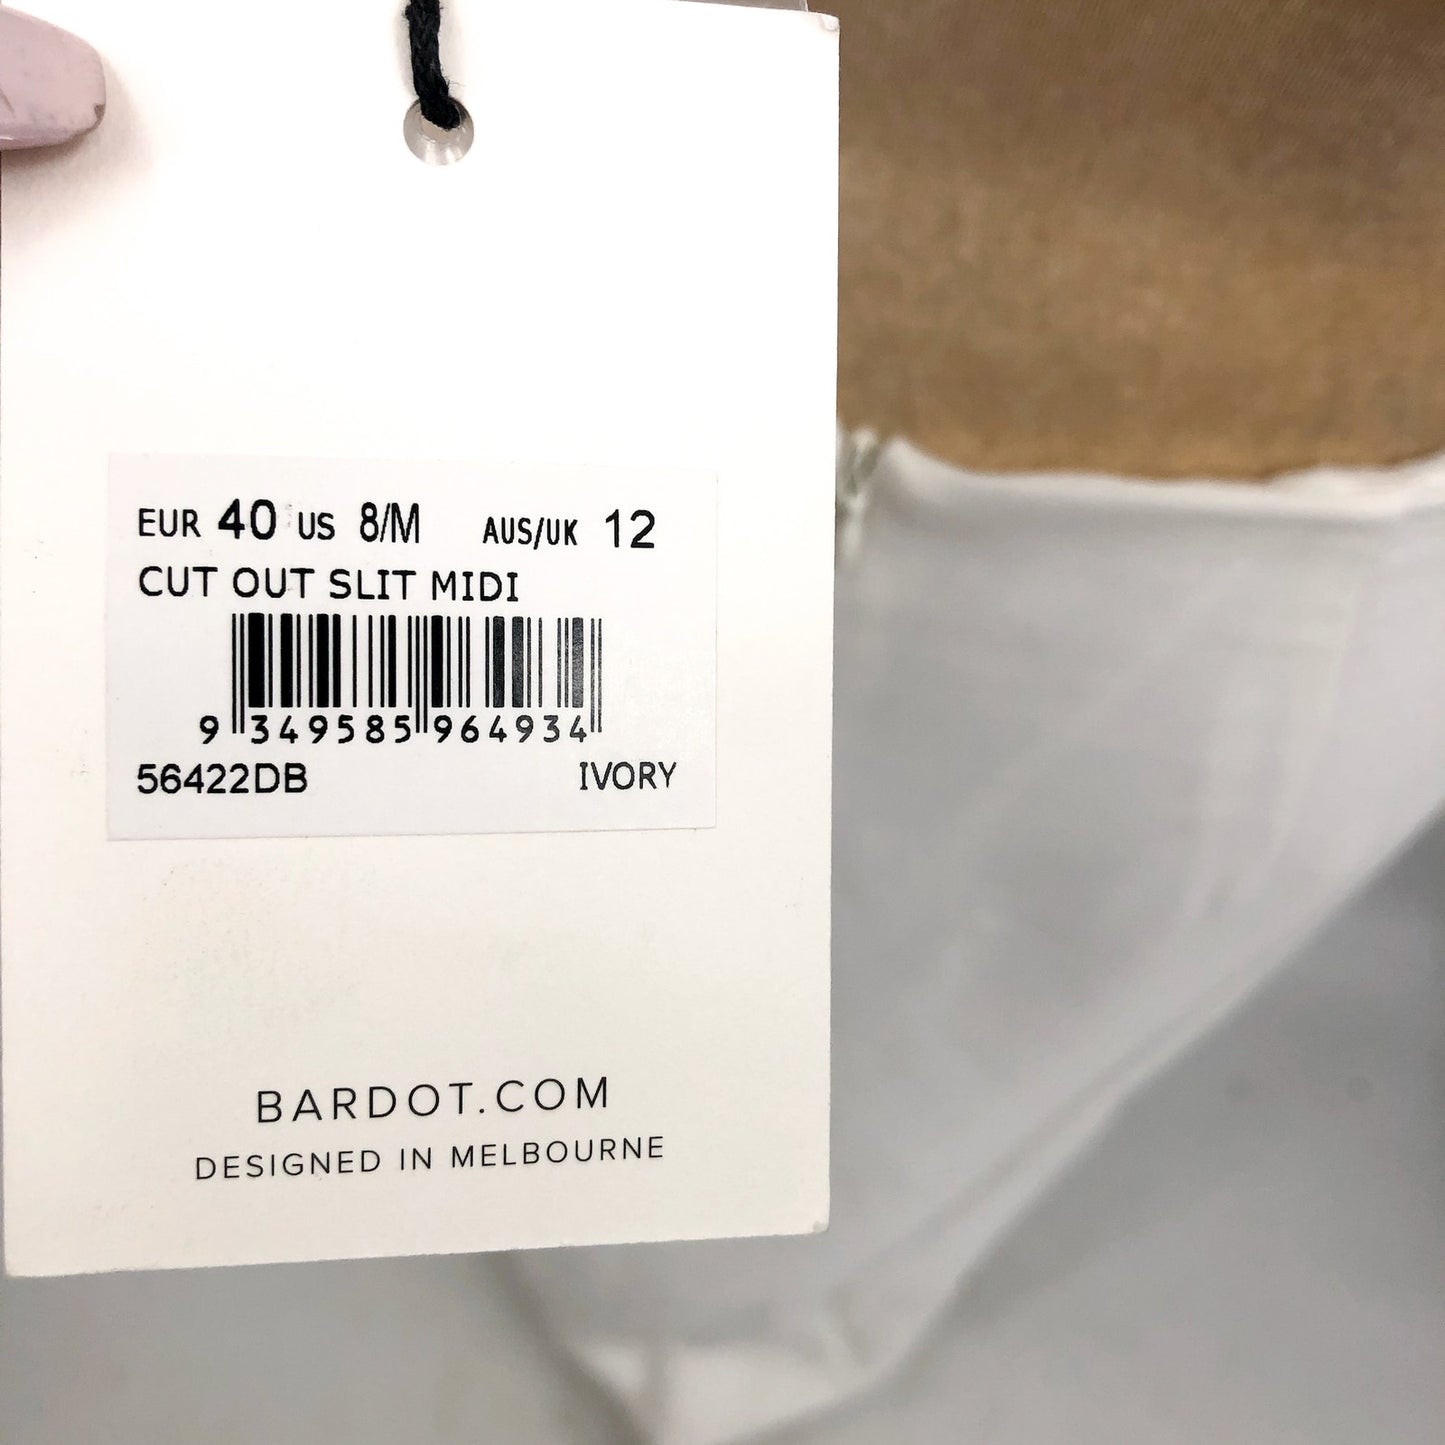 EUR 40 US 8/M AUS/UK 12
CUT OUT SLIT MIDI
9 349585 964934
56422DB IVORY
BARDOT.COM
DESIGNED IN MELBOURNE